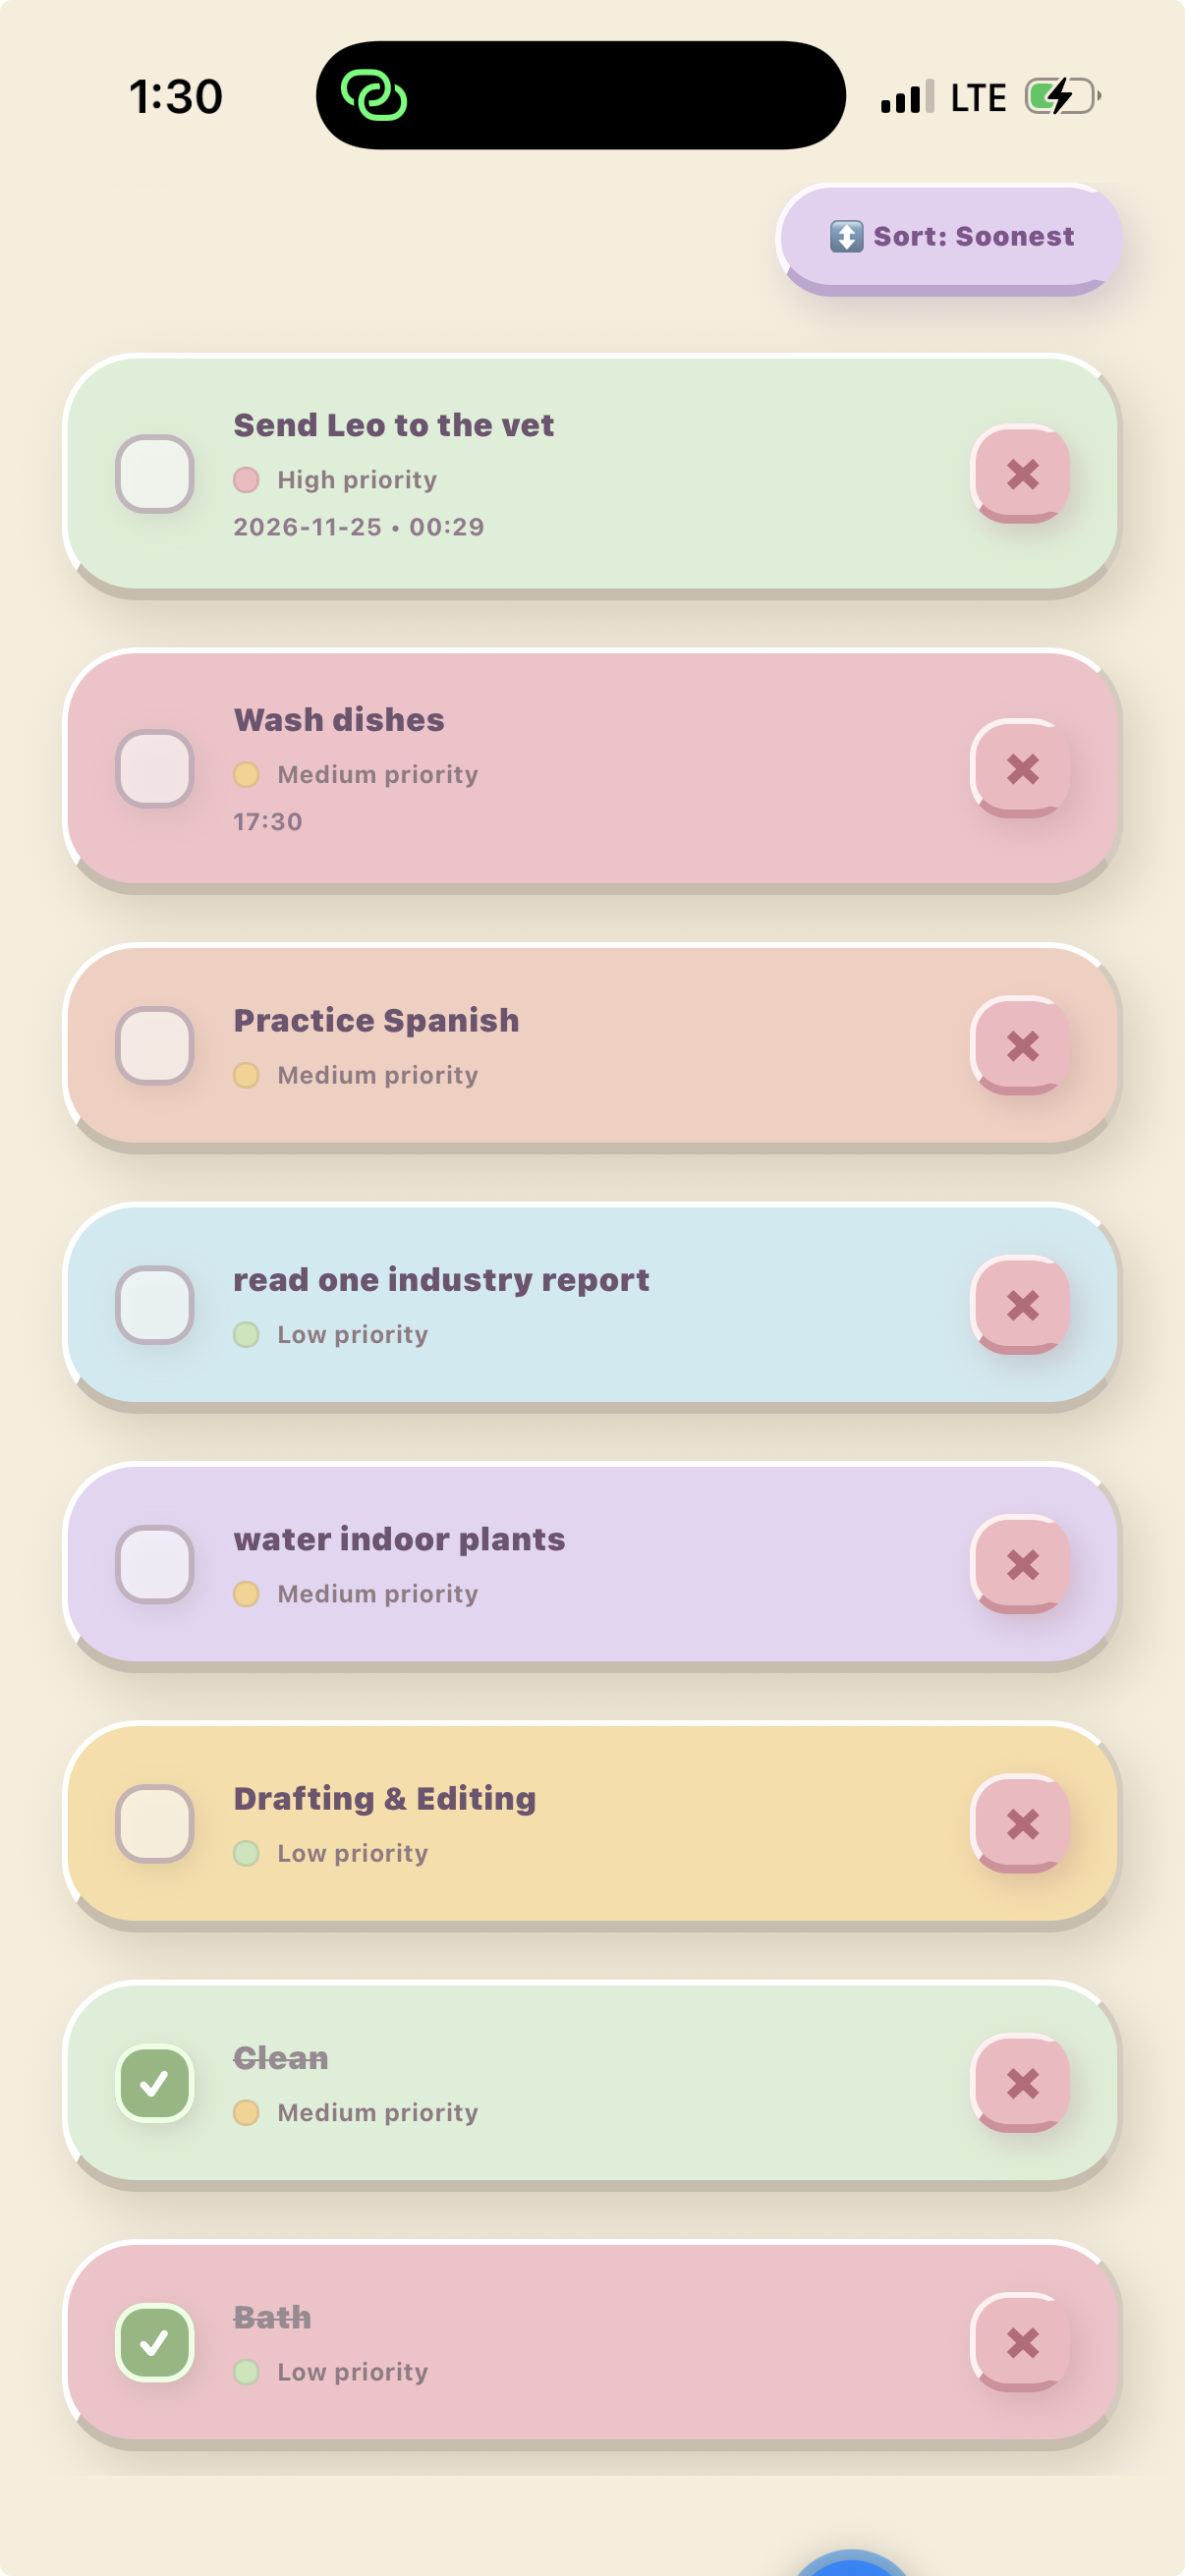 1:30
LTE
Sort: Soonest
Send Leo to the vet
High priority
2026-11-25 • 00:29
Wash dishes
Medium priority
17:30
Practice Spanish
Medium priority
read one industry report
Low priority
water indoor plants
Medium priority
Drafting & Editing
Low priority
Clean
Medium priority
Bath
Low priority